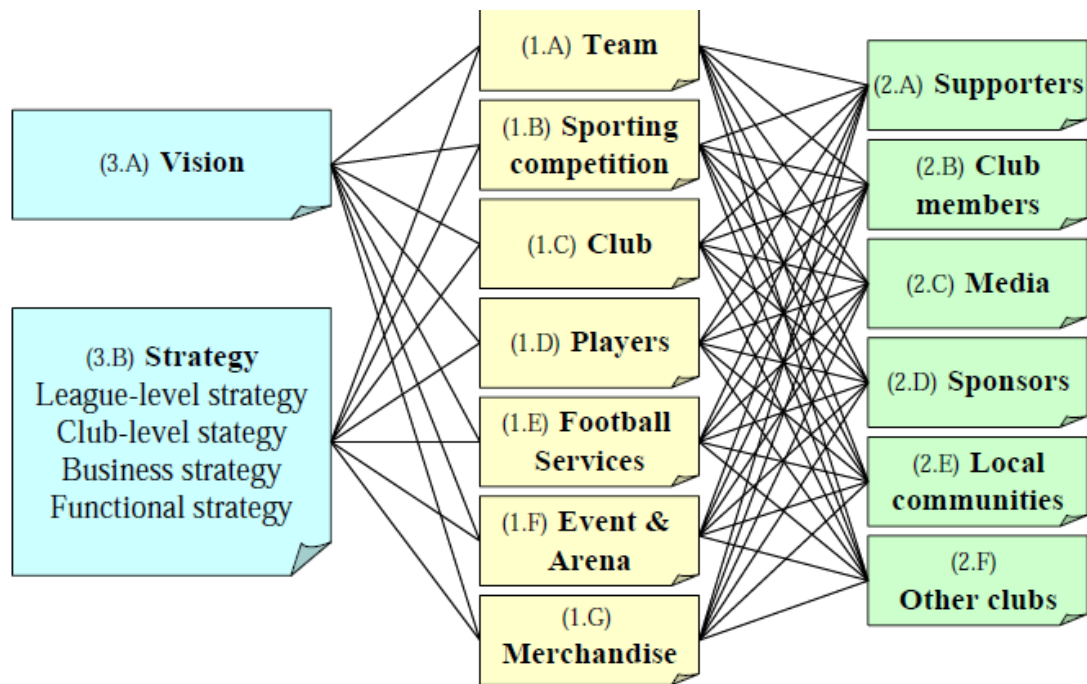 (3.A) Vision
(3.B) Strategy
League-level strategy
Club-level stategy
Business strategy
Functional strategy
(1.A) Team
(1.B) Sporting
competition
(1.C) Club
(1.D) Players
(1.E) Football
Services
(1.F) Event &
Arena
(1.G)
Merchandise
(2.A) Supporters
(2.B) Club
members
(2.C) Media
(2.D) Sponsors
(2.E) Local
communities
(2.F)
Other clubs